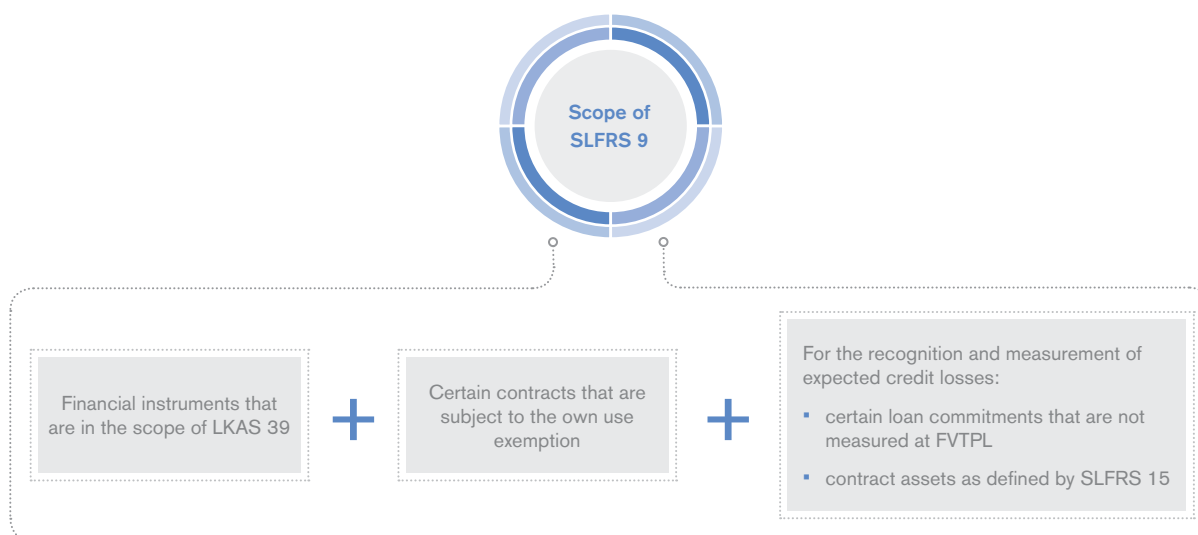 Scope of
SLFRS 9
Financial instruments that
are in the scope of LKAS 39
Certain contracts that are
subject to the own use
exemption
For the recognition and measurement of
expected credit losses:
▪ certain loan commitments that are not
measured at FVTPL
▪ contract assets as defined by SLFRS 15